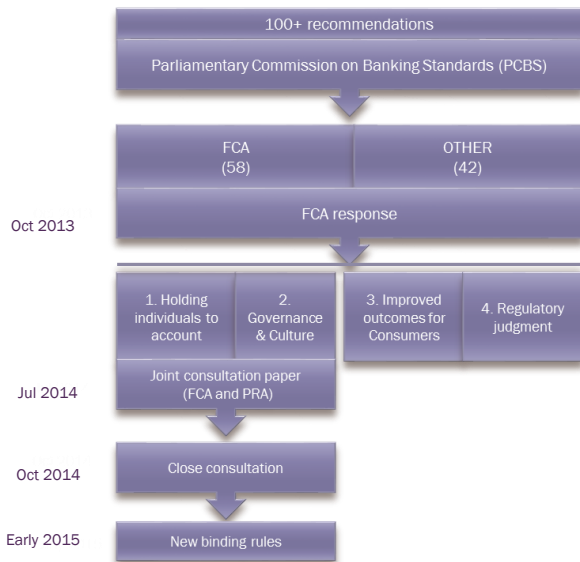 100+ recommendations
Parliamentary Commission on Banking Standards (PCBS)
FCA
(58)
OTHER
(42)
Oct 2013
FCA response
1. Holding
individuals to
account
2.
Governance
& Culture
3. Improved
outcomes for
Consumers
4. Regulatory
judgment
Jul 2014
Joint consultation paper
(FCA and PRA)
Oct 2014
Close consultation
Early 2015
New binding rules